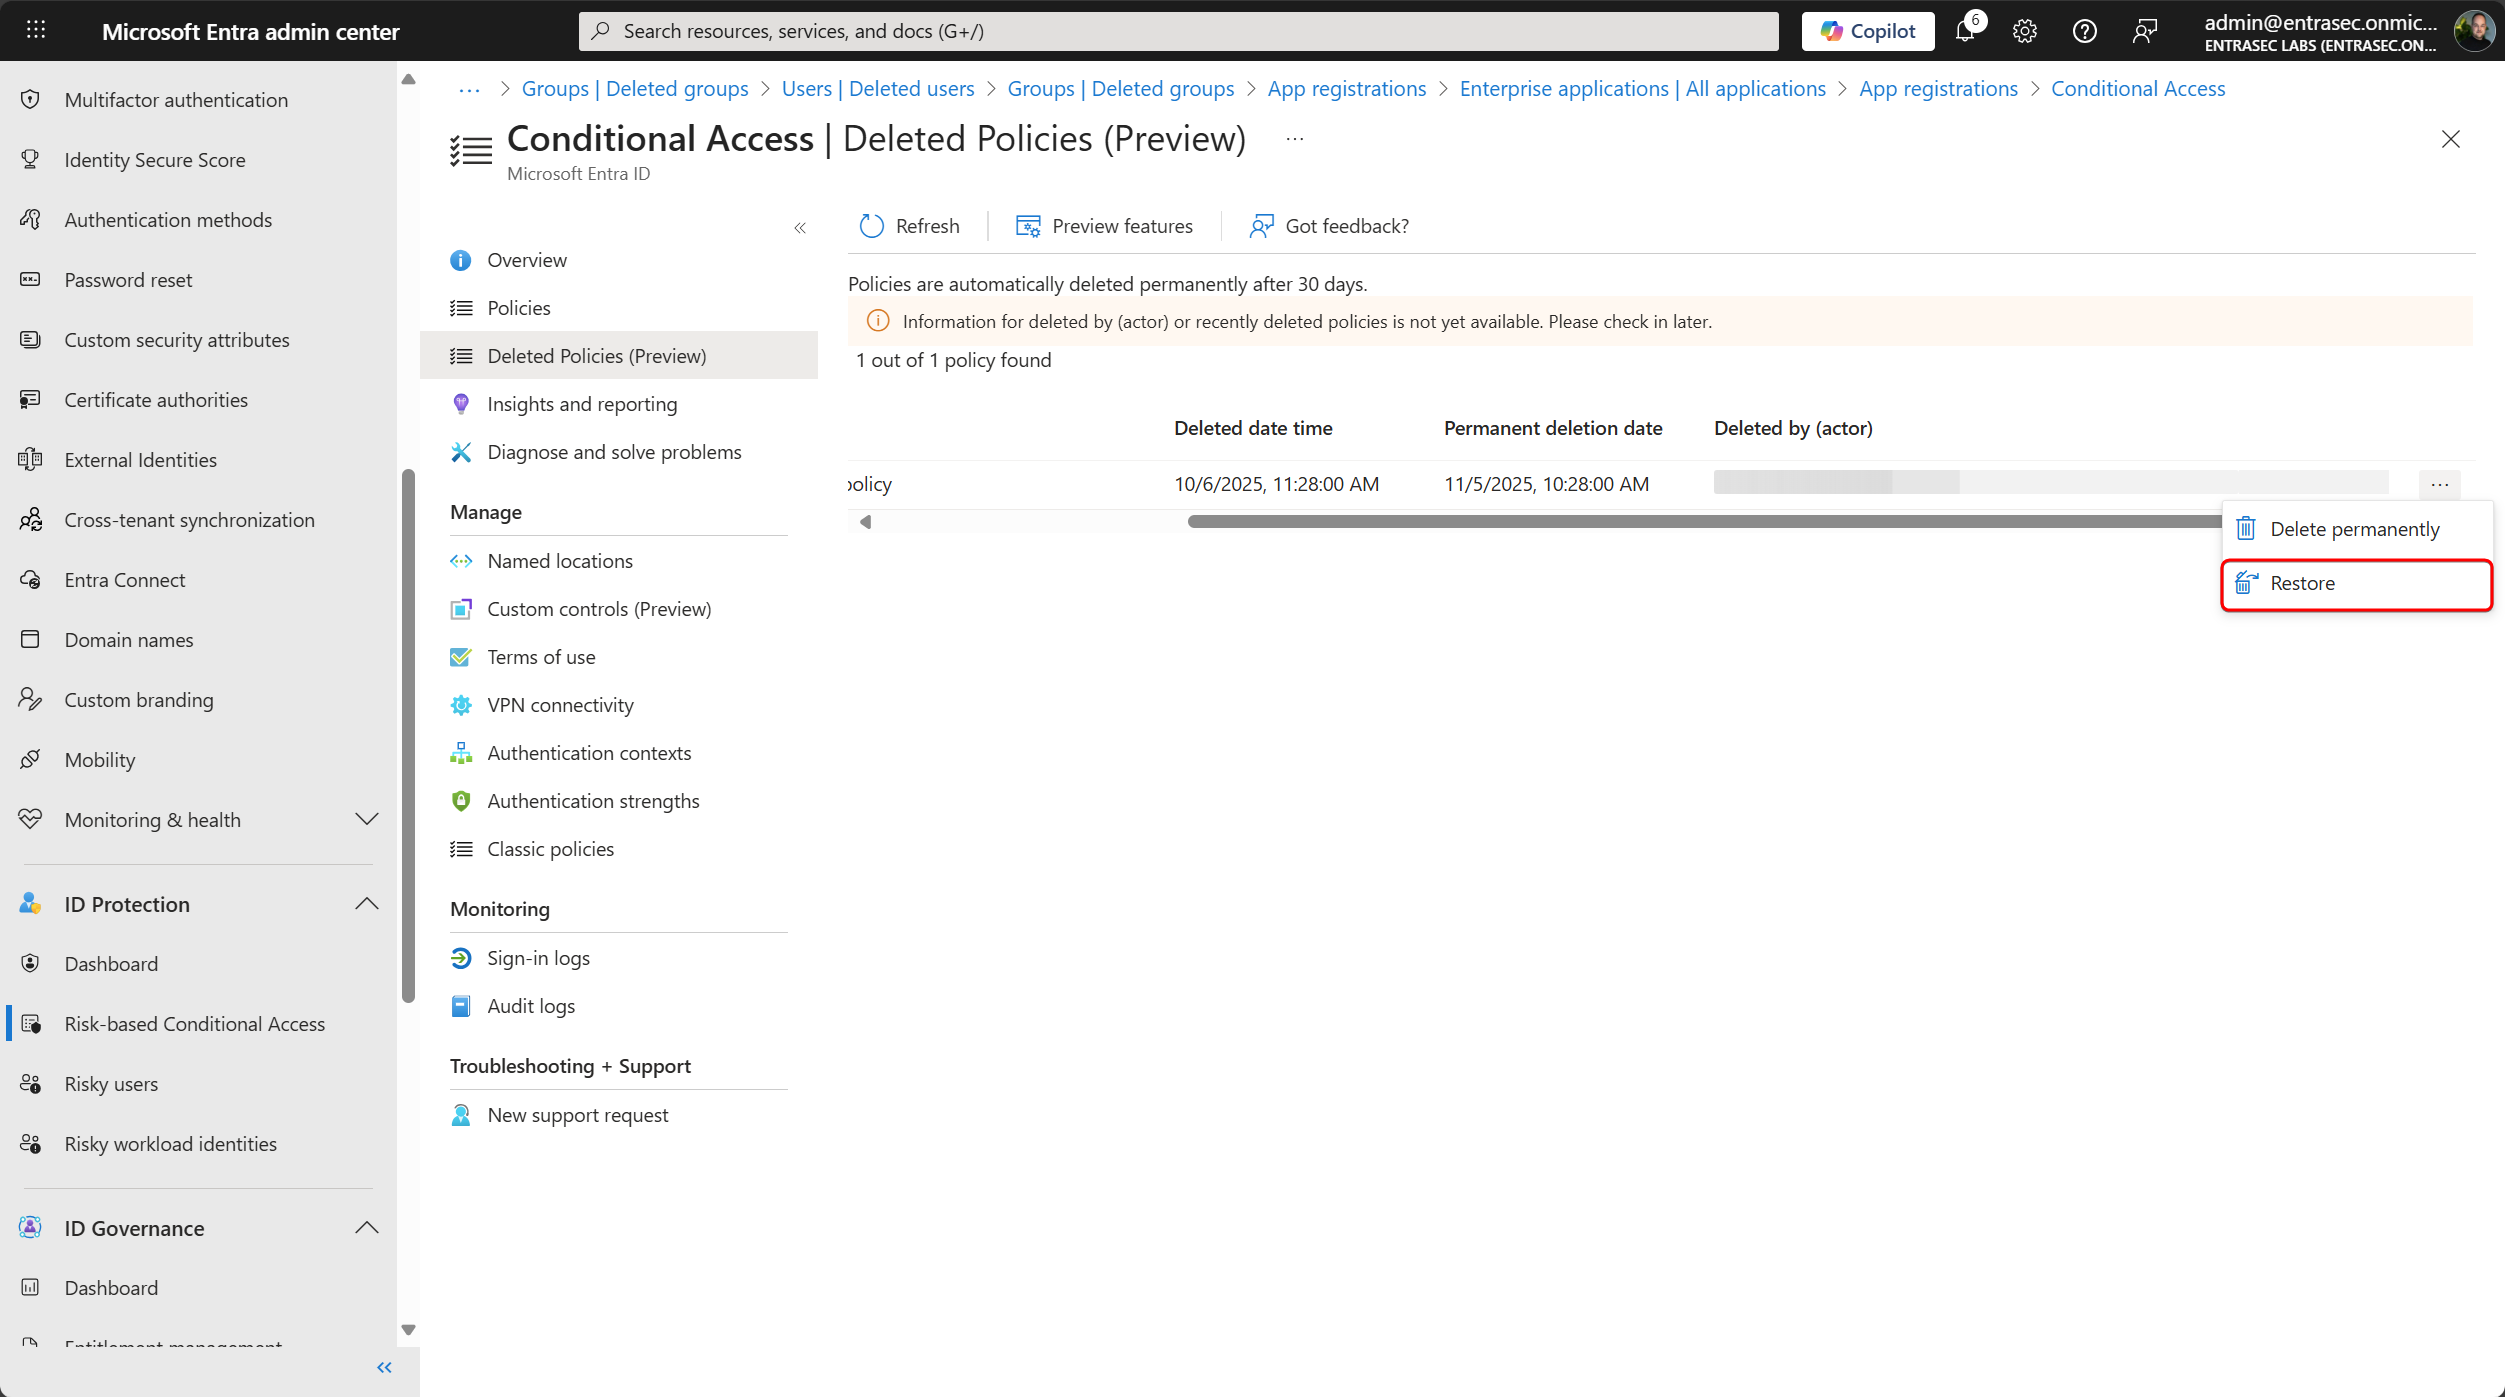 Microsoft Entra admin center
Search resources, services, and docs (G+/)
Copilot
6
admin@entrasec.onmic...
ENTRASEC LABS (ENTRASEC.ON...
Multifactor authentication
Identity Secure Score
Authentication methods
Password reset
Custom security attributes
Certificate authorities
External Identities
Cross-tenant synchronization
Entra Connect
Domain names
Custom branding
Mobility
Monitoring & health
ID Protection
Dashboard
Risk-based Conditional Access
Risky users
Risky workload identities
ID Governance
Dashboard
Entitlement management
... > Groups | Deleted groups > Users | Deleted users > Groups | Deleted groups > App registrations > Enterprise applications | All applications > App registrations > Conditional Access
Conditional Access | Deleted Policies (Preview) ...
Microsoft Entra ID
Overview
Policies
Deleted Policies (Preview)
Insights and reporting
Diagnose and solve problems
Manage
Named locations
Custom controls (Preview)
Terms of use
VPN connectivity
Authentication contexts
Authentication strengths
Classic policies
Monitoring
Sign-in logs
Audit logs
Troubleshooting + Support
New support request
Refresh Preview features Got feedback?
Policies are automatically deleted permanently after 30 days.
Information for deleted by (actor) or recently deleted policies is not yet available. Please check in later.
1 out of 1 policy found
Deleted date time Permanent deletion date Deleted by (actor)
policy 10/6/2025, 11:28:00 AM 11/5/2025, 10:28:00 AM ...
Delete permanently
Restore